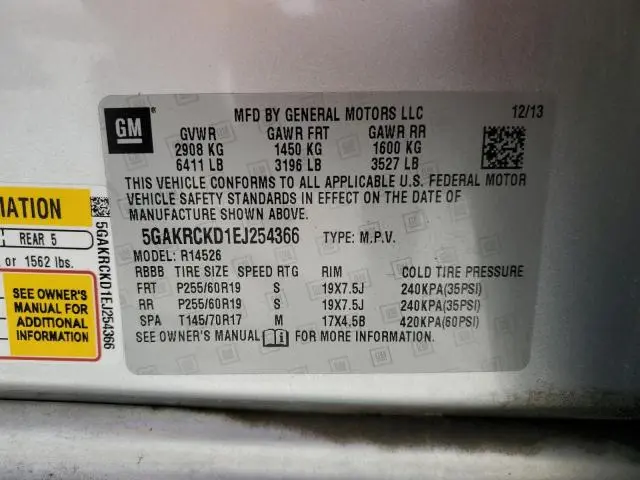 GM
MFD BY GENERAL MOTORS LLC 12/13
GVWR GAWR FRT GAWR RR
2908 KG 1450 KG 1600 KG
6411 LB 3196 LB 3527 LB
THIS VEHICLE CONFORMS TO ALL APPLICABLE U.S. FEDERAL MOTOR
VEHICLE SAFETY STANDARDS IN EFFECT ON THE DATE OF
MANUFACTURE SHOWN ABOVE.
5GAKRCKD1EJ254366 TYPE: M.P.V.
MODEL: R14526
RBBB TIRE SIZE SPEED RTG RIM COLD TIRE PRESSURE
FRT P255/60R19 S 19X7.5J 240KPA(35PSI)
RR P255/60R19 S 19X7.5J 240KPA(35PSI)
SPA T145/70R17 M 17X4.5B 420KPA(60PSI)
SEE OWNER'S MANUAL FOR MORE INFORMATION.
REAR 5
or 1562 lbs.
SEE OWNER'S
MANUAL FOR
ADDITIONAL
INFORMATION
5GAKRCKD1EJ254366